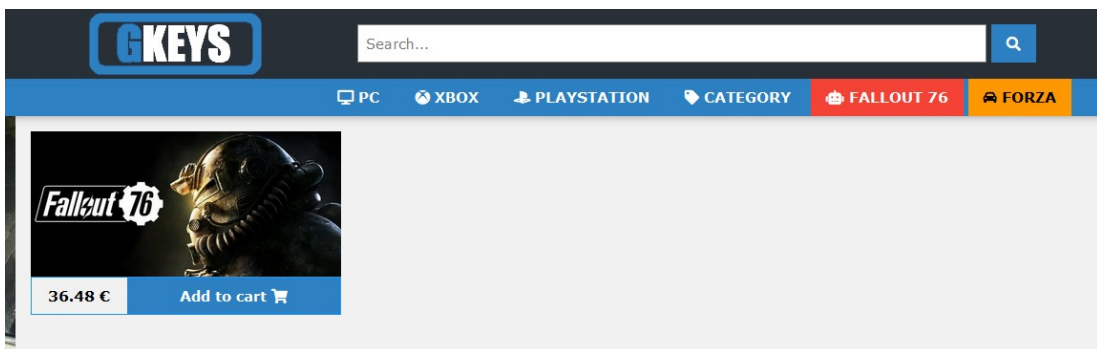 GKEYS
Search...
PC XBOX PLAYSTATION CATEGORY FALLOUT 76 FORZA
Fallout 76
36.48 € Add to cart